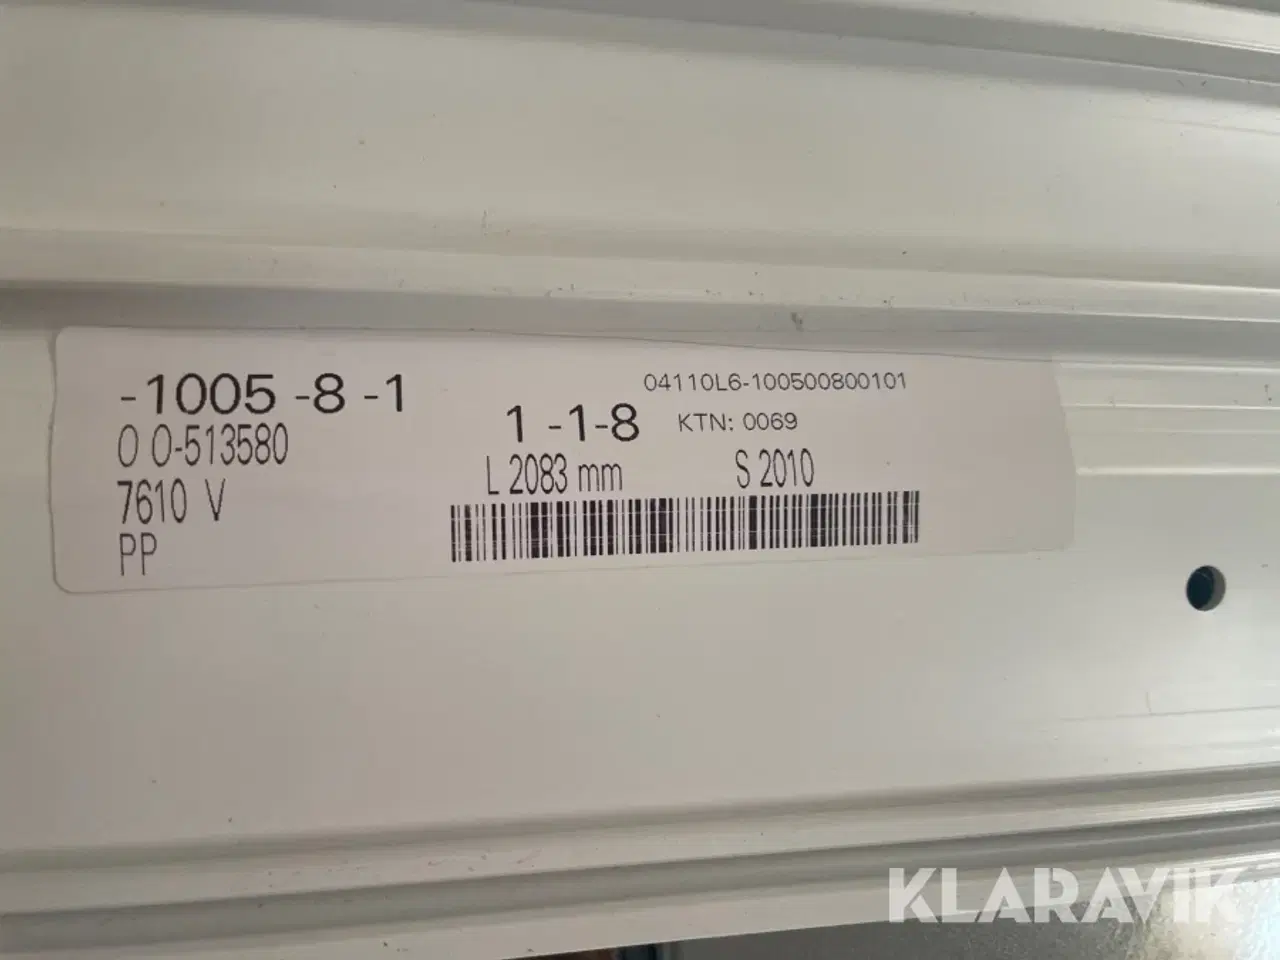 -1005 -8 -1
04110L6-100500800101
1 -1-8
KTN: 0069
0 0-513580
L 2083 mm
S 2010
7610 V
PP
KLARAVIK